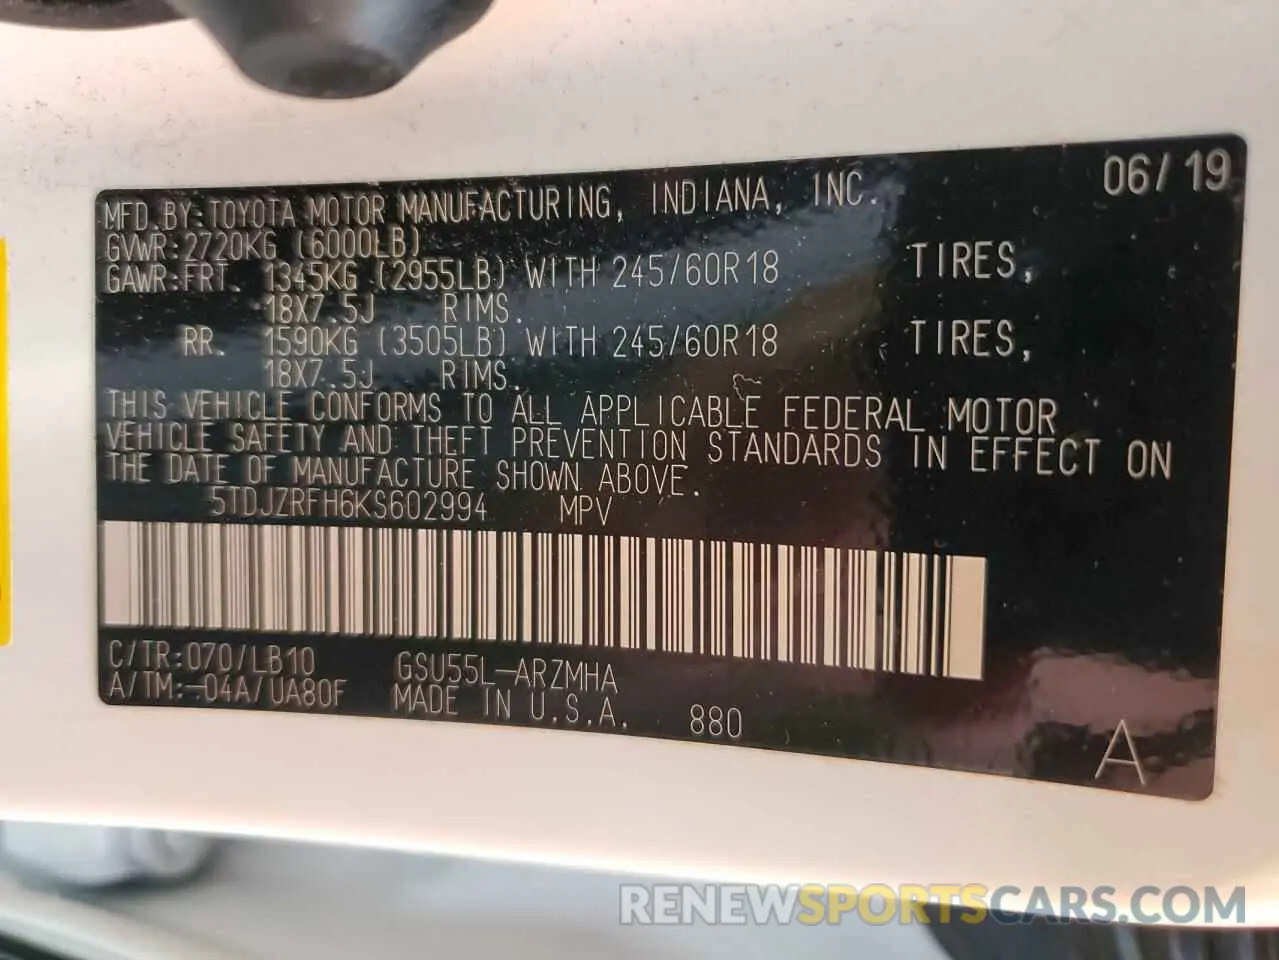 06/19
MFD.BY:TOYOTA MOTOR MANUFACTURING, INDIANA, INC.
GVWR:2720KG (6000LB)
GAWR:FRT. 1345KG (2955LB) WITH 245/60R18 TIRES,
18X7.5J RIMS.
RR. 1590KG (3505LB) WITH 245/60R18 TIRES,
18X7.5J RIMS.
THIS VEHICLE CONFORMS TO ALL APPLICABLE FEDERAL MOTOR
VEHICLE SAFETY AND THEFT PREVENTION STANDARDS IN EFFECT ON
THE DATE OF MANUFACTURE SHOWN ABOVE.
5TDJZRFH6KS602994 MPV
C/TR:070/LB10 GSU55L-ARZMHA
A/TM:-04A/UA80F MADE IN U.S.A. 880
A
RENEWSPORTSCARS.COM